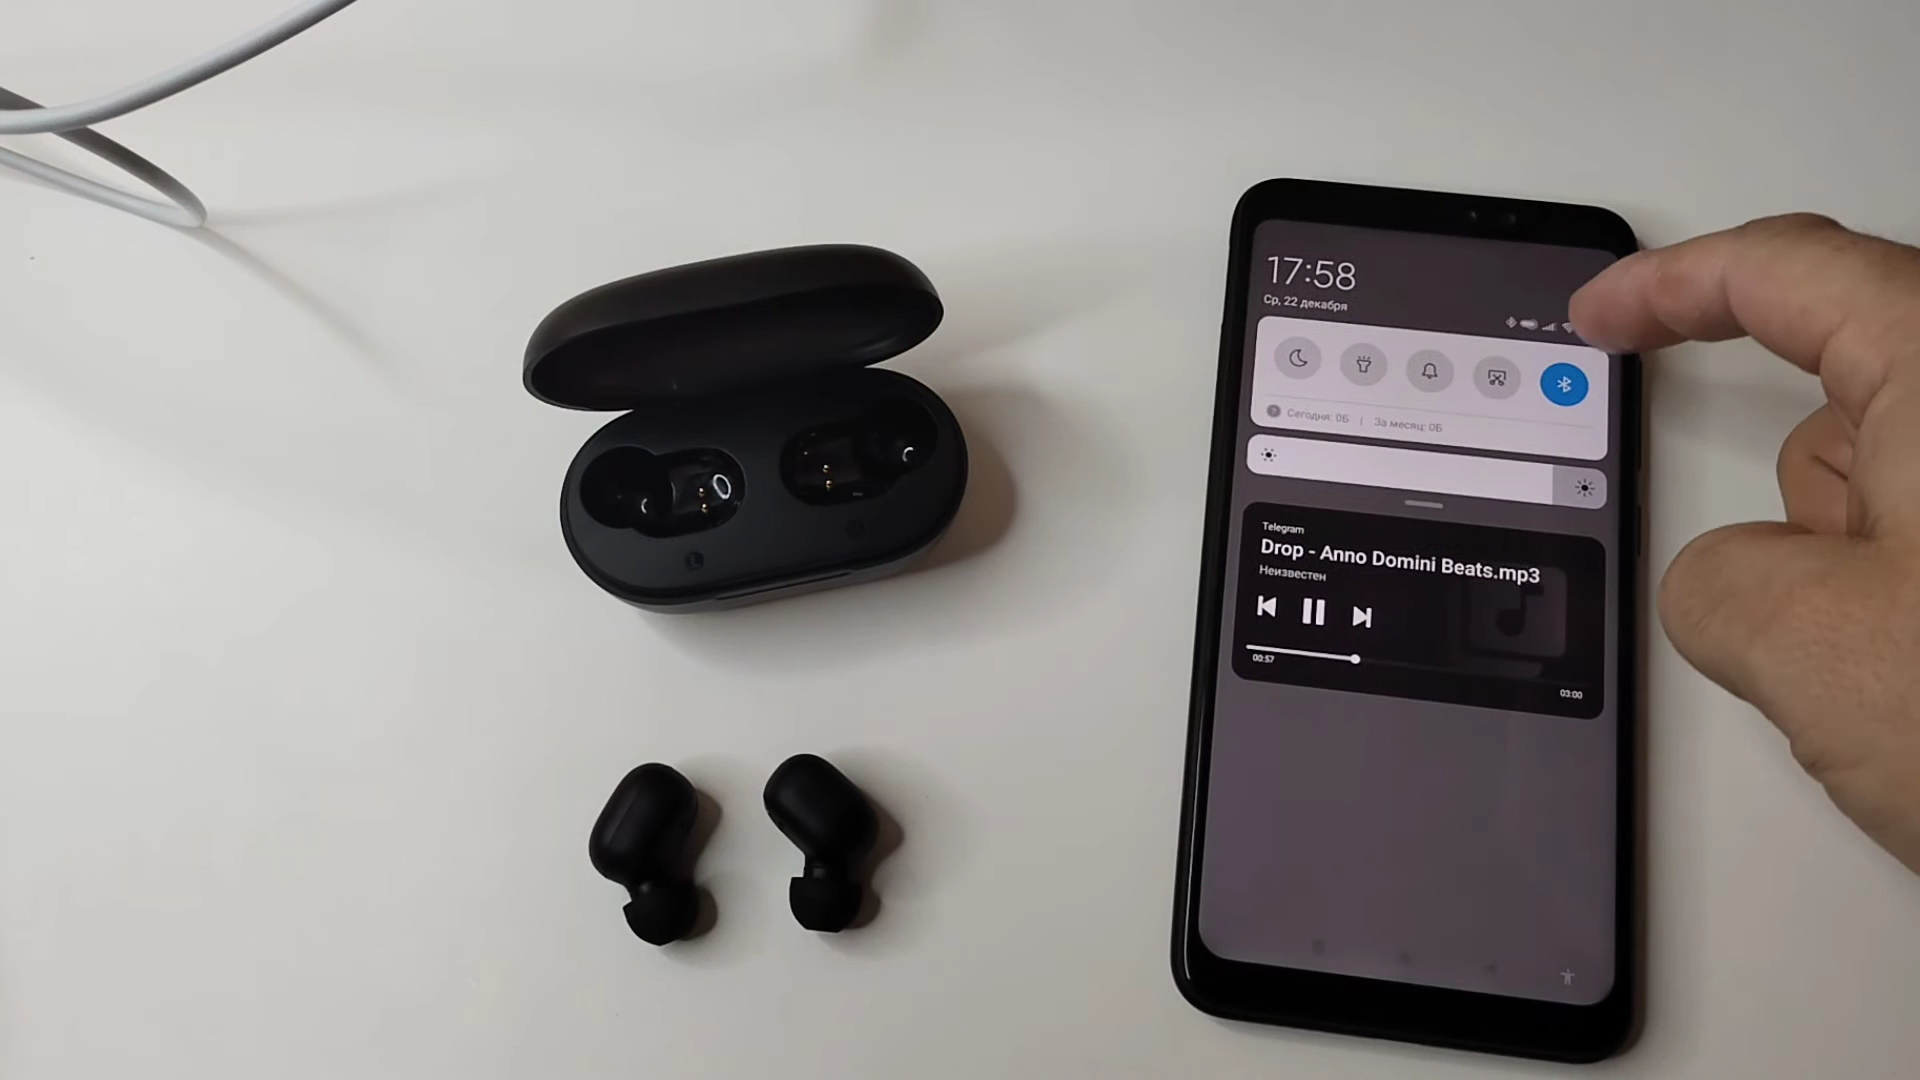 17:58
Ср, 22 декабря
Сегодня: 0Б | За месяц: 0Б
Telegram
Drop - Anno Domini Beats.mp3
Неизвестен
00:57
03:00
L